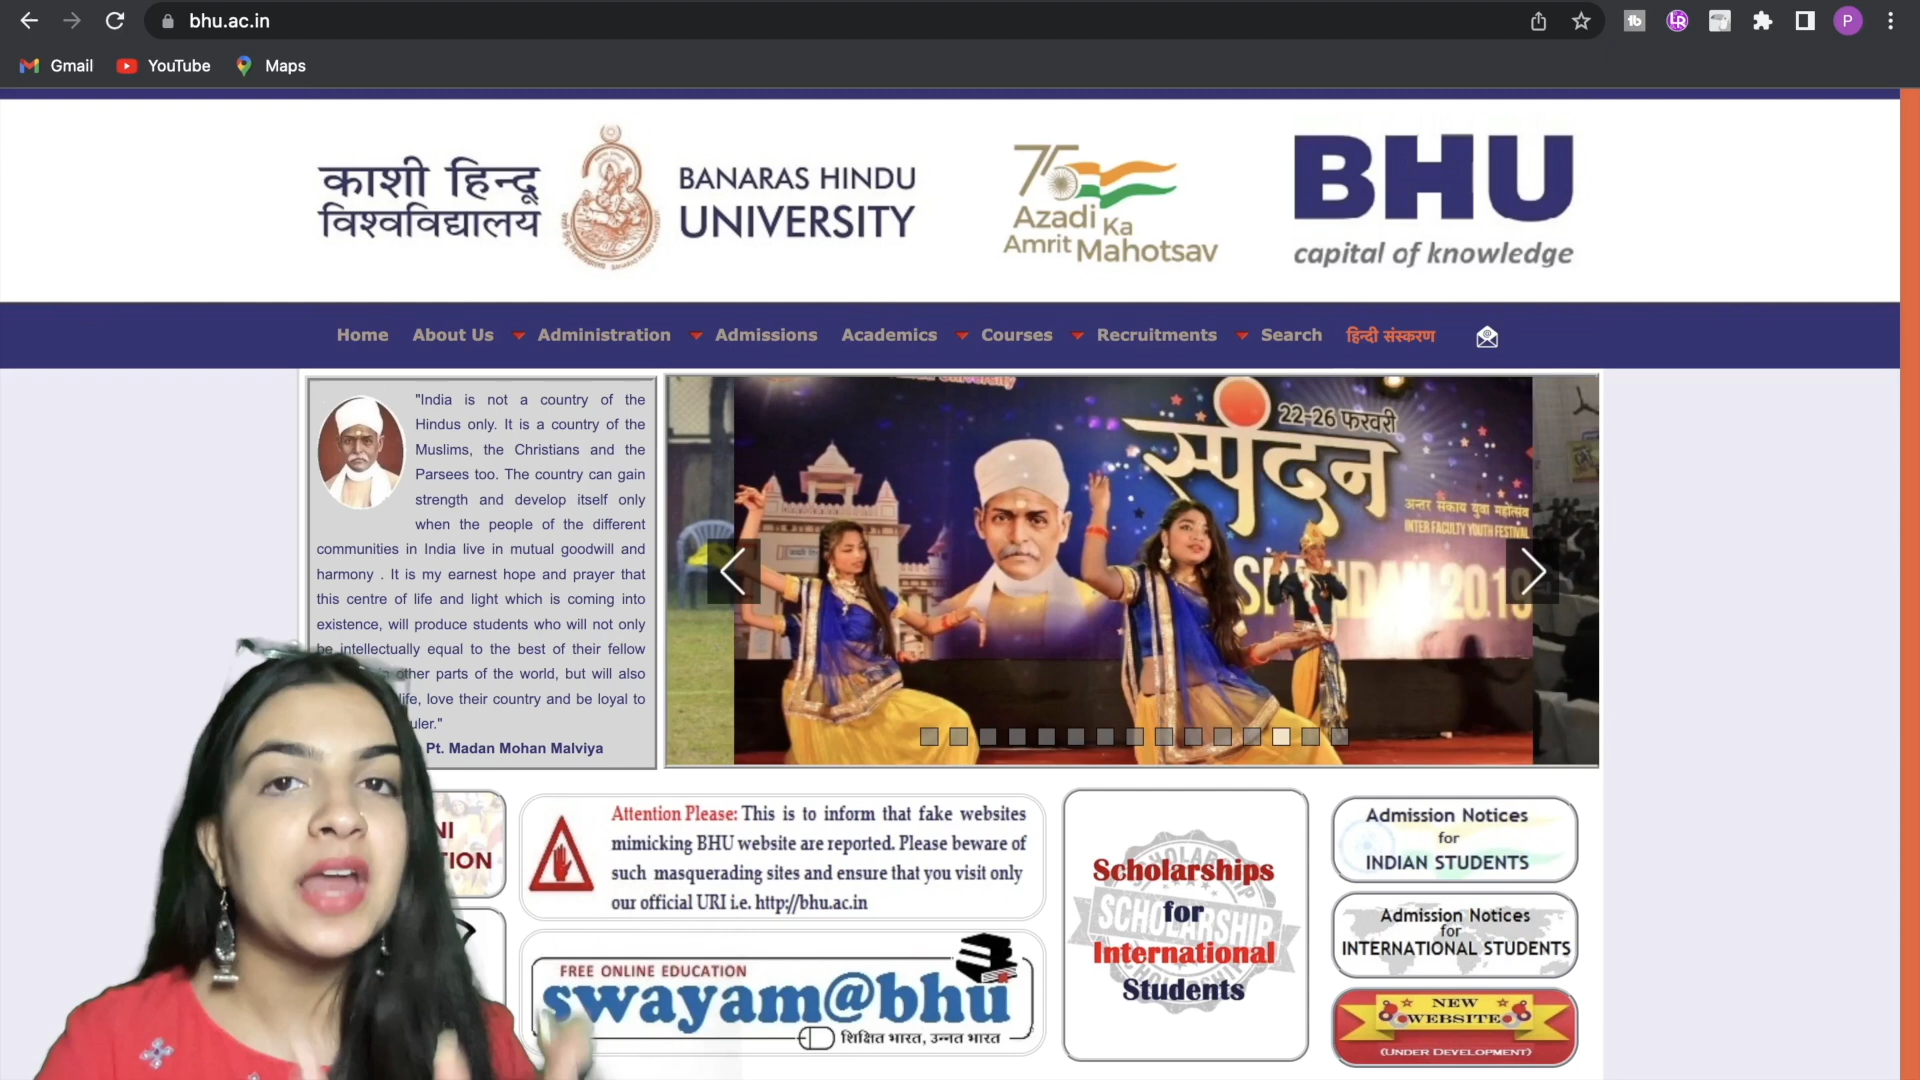 bhu.ac.in
P
Gmail
YouTube
Maps
काशी हिन्दू
विश्वविद्यालय
BANARAS HINDU
UNIVERSITY
75
Azadi Ka
Amrit Mahotsav
BHU
capital of knowledge
Home
About Us
Administration
Admissions
Academics
Courses
Recruitments
Search
हिन्दी संस्करण
"India is not a country of the
Hindus only. It is a country of the
Muslims, the Christians and the
Parsees too. The country can gain
strength and develop itself only
when the people of the different
communities in India live in mutual goodwill and
harmony . It is my earnest hope and prayer that
this centre of life and light which is coming into
existence, will produce students who will not only
be intellectually equal to the best of their fellow
other parts of the world, but will also
life, love their country and be loyal to
uler."
Pt. Madan Mohan Malviya
University
22-26 फरवरी
स्पंदन
अन्तर संकाय युवा महोत्सव
INTER FACULTY YOUTH FESTIVAL
2019
NI
TION
Attention Please: This is to inform that fake websites
mimicking BHU website are reported. Please beware of
such masquerading sites and ensure that you visit only
our official URI i.e. http://bhu.ac.in
FREE ONLINE EDUCATION
swayam@bhu
शिक्षित भारत, उन्नत भारत
SCHOLARSHIP
Scholarships
for
International
Students
Admission Notices
for
INDIAN STUDENTS
Admission Notices
for
INTERNATIONAL STUDENTS
NEW
WEBSITE
(UNDER DEVELOPMENT)